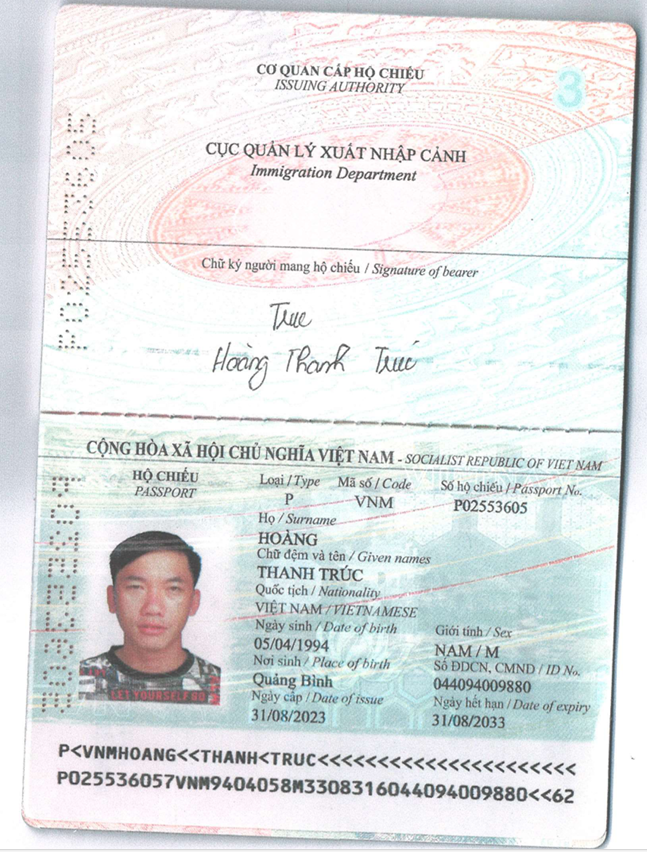 3
CƠ QUAN CẤP HỘ CHIẾU
ISSUING AUTHORITY
CỤC QUẢN LÝ XUẤT NHẬP CẢNH
Immigration Department
Chữ ký người mang hộ chiếu / Signature of bearer
Truc
Hoàng Thanh Trúc
P02553605
CỘNG HÒA XÃ HỘI CHỦ NGHĨA VIỆT NAM - SOCIALIST REPUBLIC OF VIET NAM
HỘ CHIẾU
PASSPORT
Loại / Type Mã số / Code Số hộ chiếu / Passport No.
P VNM P02553605
Họ / Surname
HOÀNG
Chữ đệm và tên / Given names
THANH TRÚC
Quốc tịch / Nationality
VIỆT NAM / VIETNAMESE
Ngày sinh / Date of birth Giới tính / Sex
05/04/1994 NAM / M
Nơi sinh / Place of birth Số ĐDCN, CMND / ID No.
Quảng Bình 044094009880
Ngày cấp / Date of issue Ngày hết hạn / Date of expiry
31/08/2023 31/08/2033
LET YOURSELF GO
P02553605
P<VNMHOANG<<THANH<TRUC<<<<<<<<<<<<<<<<<<<<<<
P025536057VNM9404058M3308316044094009880<<62